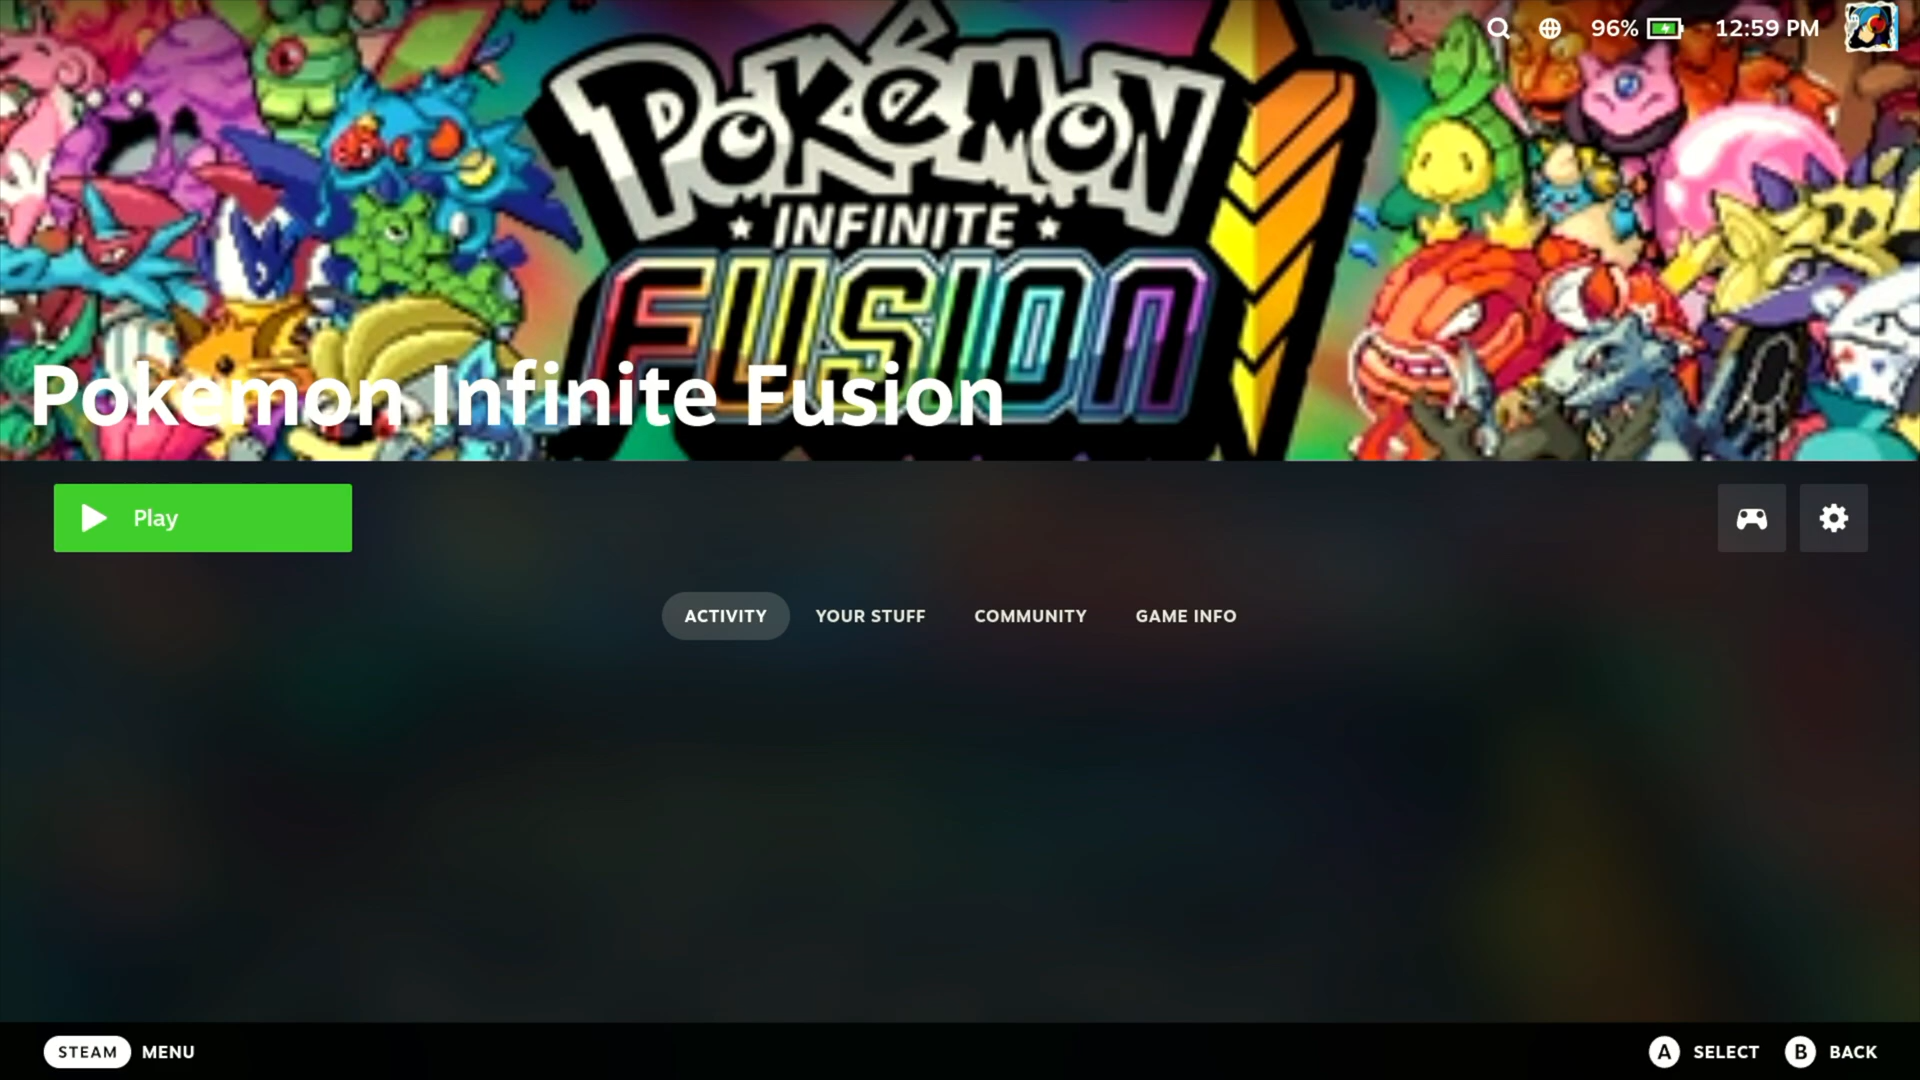 96% 12:59 PM
POKéMON
INFINITE
FUSION
Pokemon Infinite Fusion
Play
ACTIVITY YOUR STUFF COMMUNITY GAME INFO
STEAM MENU A SELECT B BACK